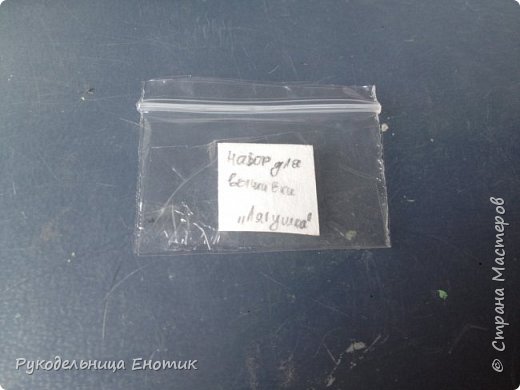 набор для
вышивки
„Лягушка"
Рукодельница Енотик
© Страна Мастеров